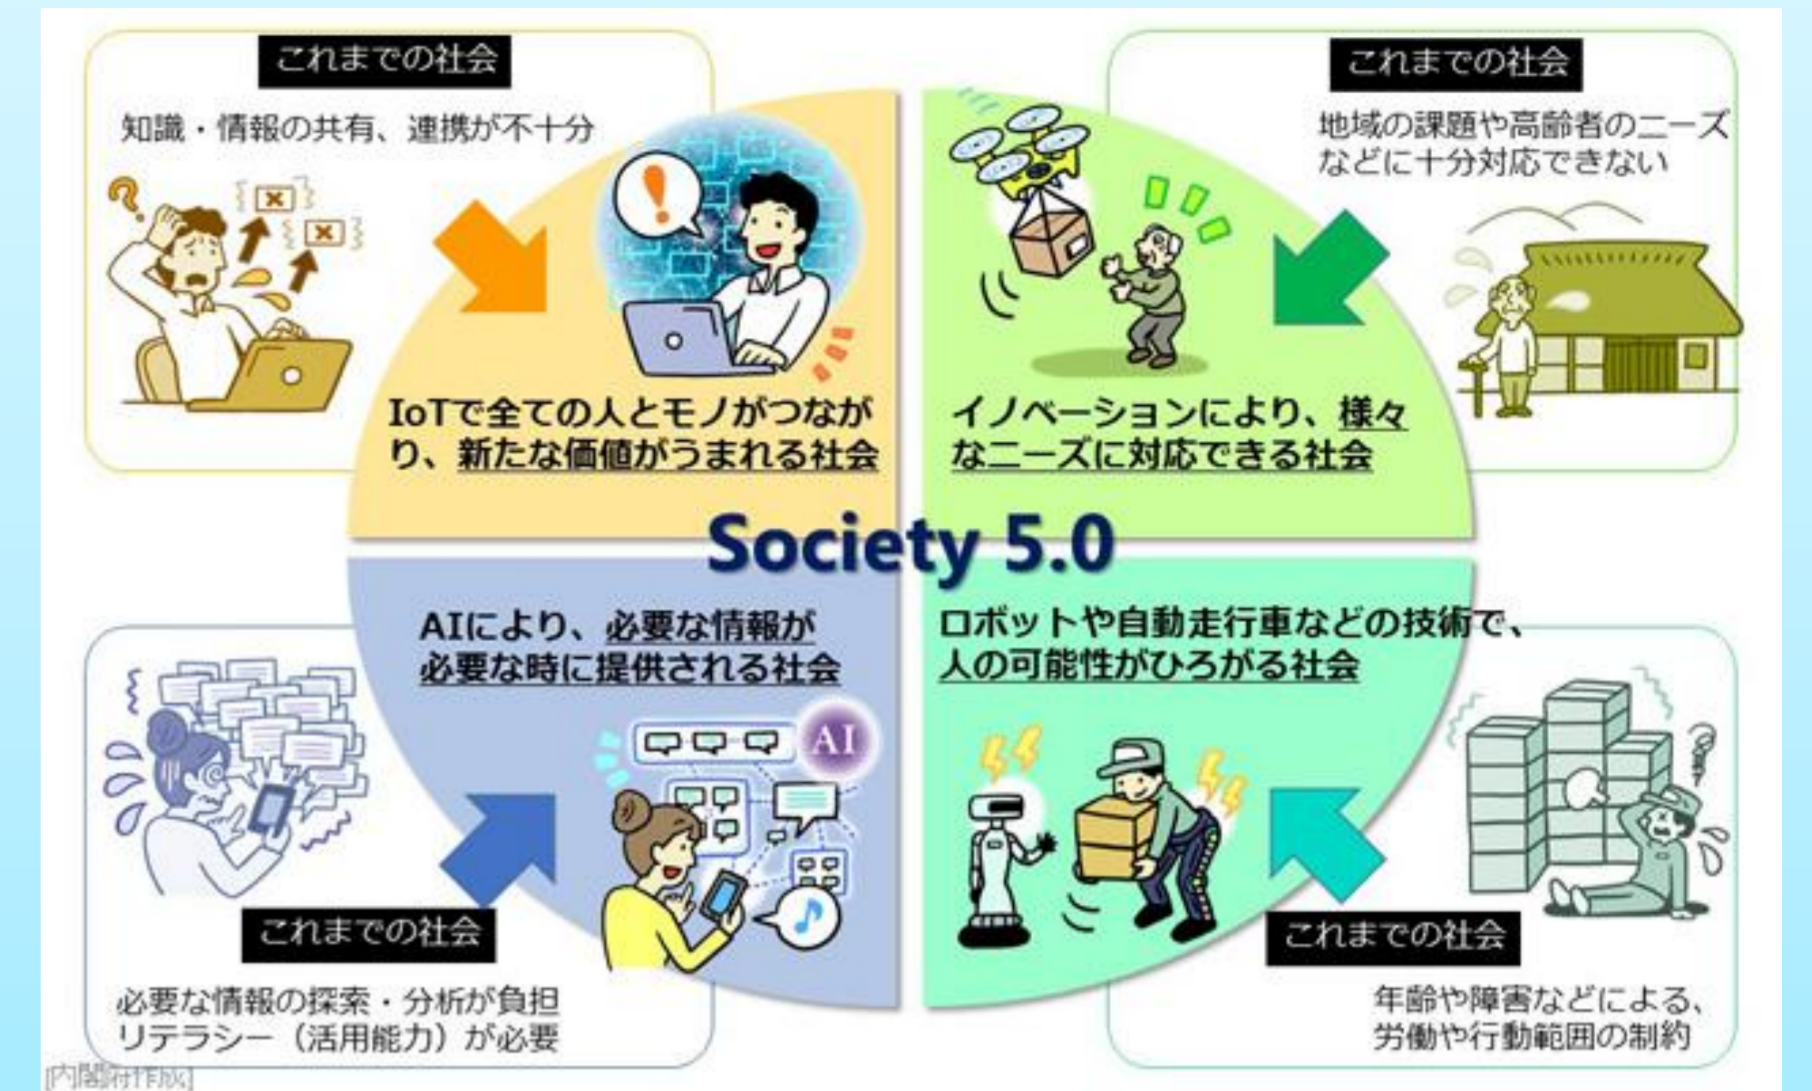 これまでの社会
知識・情報の共有、連携が不十分
?
!
IoTで全ての人とモノがつなが
り、新たな価値がうまれる社会
これまでの社会
地域の課題や高齢者のニーズ
などに十分対応できない
イノベーションにより、様々
なニーズに対応できる社会
Society 5.0
AIにより、必要な情報が
必要な時に提供される社会
AI
これまでの社会
必要な情報の探索・分析が負担
リテラシー（活用能力）が必要
ロボットや自動走行車などの技術で、
人の可能性がひろがる社会
これまでの社会
年齢や障害などによる、
労働や行動範囲の制約
[内閣府作成]